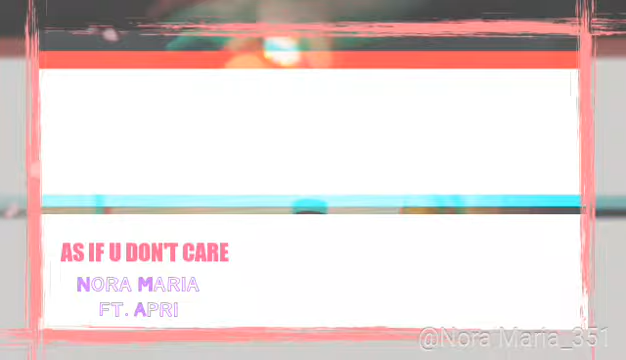 AS IF U DON'T CARE
NORA MARIA
FT. APRI
@Nora Maria_351